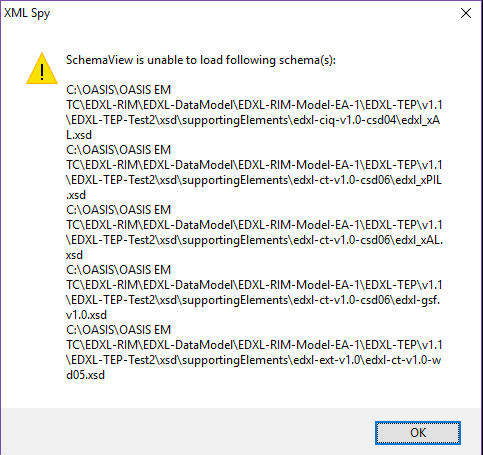 XML Spy
SchemaView is unable to load following schema(s):
C:\OASIS\OASIS EM
TC\EDXL-RIM\EDXL-DataModel\EDXL-RIM-Model-EA-1\EDXL-TEP\v1.1
\EDXL-TEP-Test2\xsd\supportingElements\edxl-ciq-v1.0-csd04\edxl_xA
L.xsd
C:\OASIS\OASIS EM
TC\EDXL-RIM\EDXL-DataModel\EDXL-RIM-Model-EA-1\EDXL-TEP\v1.1
\EDXL-TEP-Test2\xsd\supportingElements\edxl-ct-v1.0-csd06\edxl_xPIL
.xsd
C:\OASIS\OASIS EM
TC\EDXL-RIM\EDXL-DataModel\EDXL-RIM-Model-EA-1\EDXL-TEP\v1.1
\EDXL-TEP-Test2\xsd\supportingElements\edxl-ct-v1.0-csd06\edxl_xAL.
xsd
C:\OASIS\OASIS EM
TC\EDXL-RIM\EDXL-DataModel\EDXL-RIM-Model-EA-1\EDXL-TEP\v1.1
\EDXL-TEP-Test2\xsd\supportingElements\edxl-ct-v1.0-csd06\edxl-gsf.
v1.0.xsd
C:\OASIS\OASIS EM
TC\EDXL-RIM\EDXL-DataModel\EDXL-RIM-Model-EA-1\EDXL-TEP\v1.1
\EDXL-TEP-Test2\xsd\supportingElements\edxl-ext-v1.0\edxl-ct-v1.0-w
d05.xsd
OK